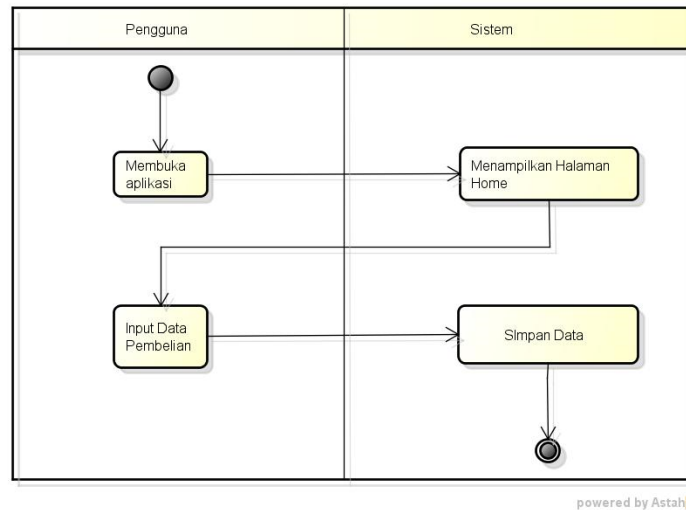 Pengguna
Sistem
Membuka
aplikasi
Menampilkan Halaman
Home
Input Data
Pembelian
SImpan Data
powered by Astah